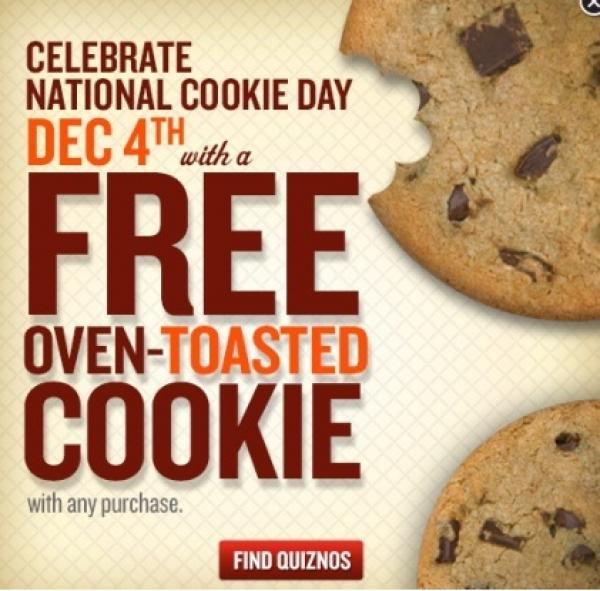 CELEBRATE
NATIONAL COOKIE DAY
DEC 4TH with a
FREE
OVEN-TOASTED
COOKIE
with any purchase.
FIND QUIZNOS